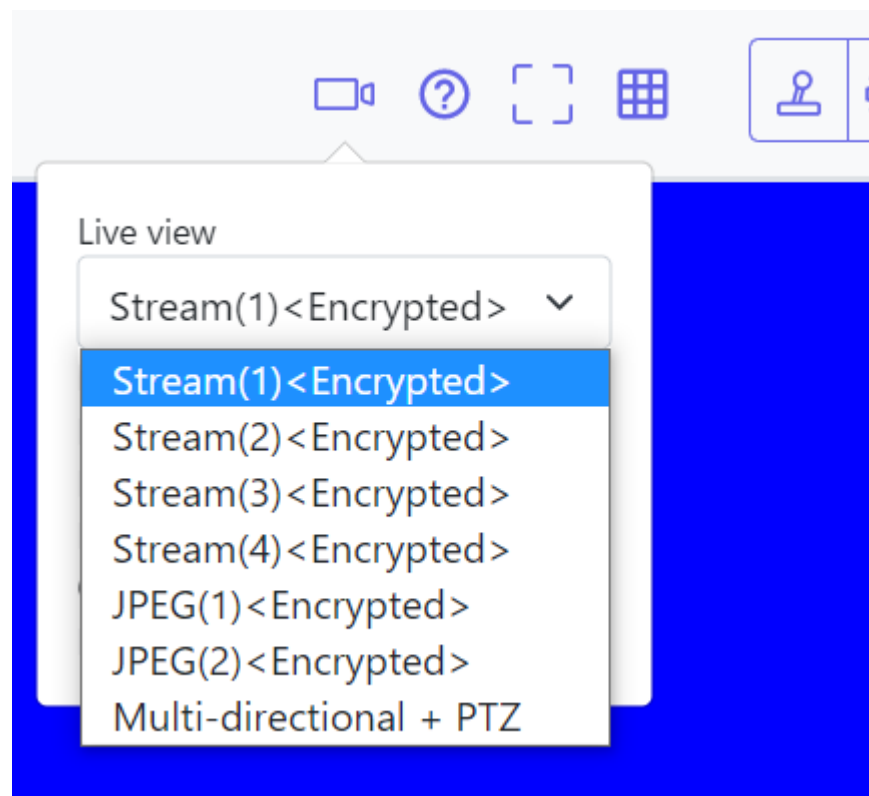 Live view
Stream(1)<Encrypted>
Stream(1)<Encrypted>
Stream(2)<Encrypted>
Stream(3)<Encrypted>
Stream(4)<Encrypted>
JPEG(1)<Encrypted>
JPEG(2)<Encrypted>
Multi-directional + PTZ